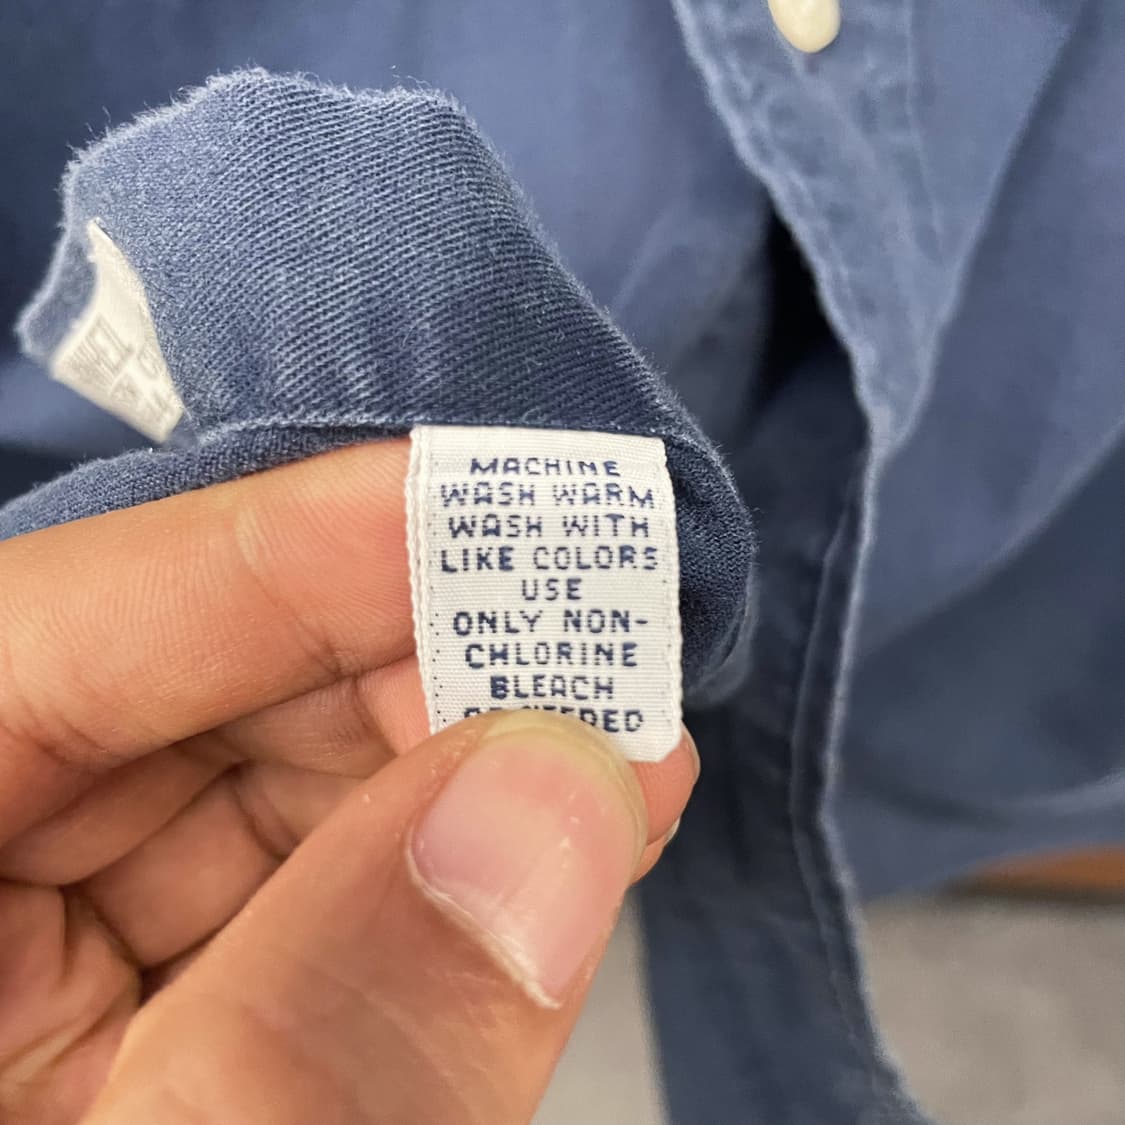 MACHINE
WASH WARM
WASH WITH
LIKE COLORS
USE
ONLY NON-
CHLORINE
BLEACH